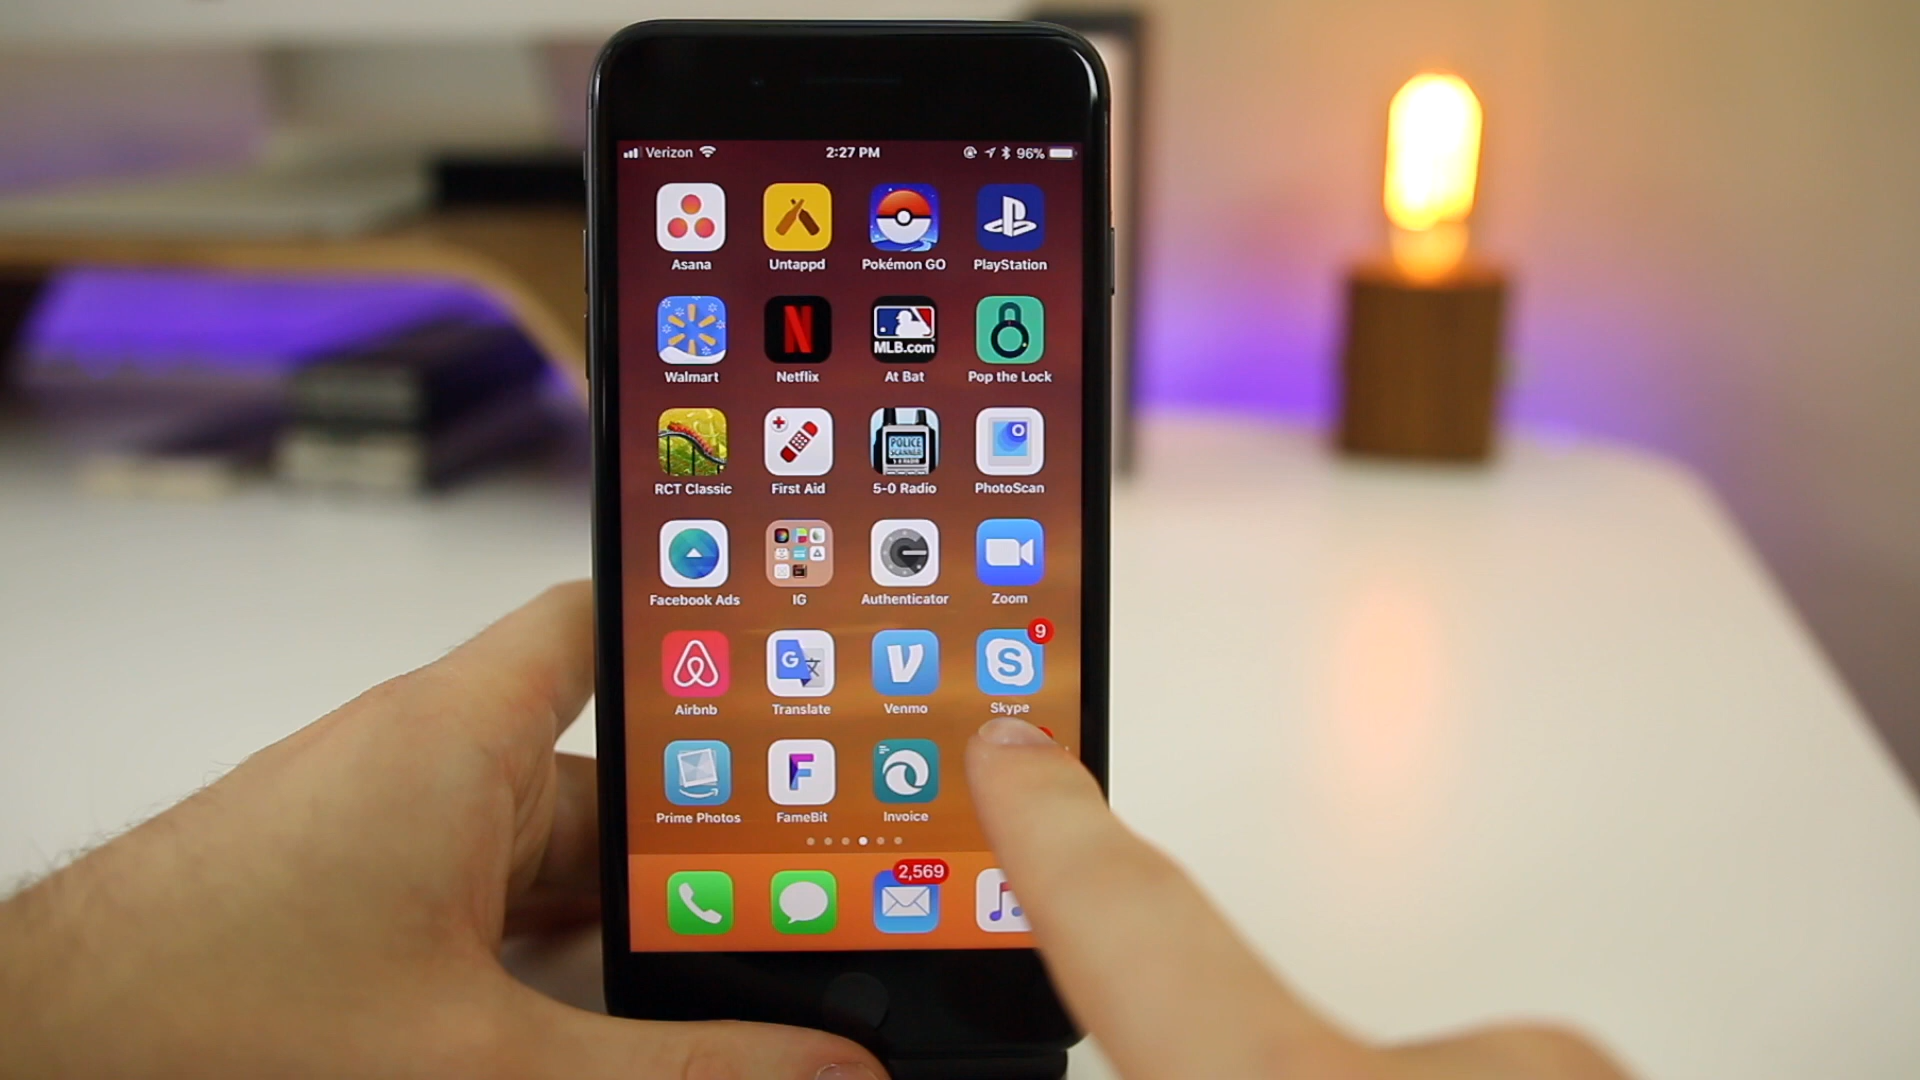 Verizon 2:27 PM 96%
Asana Untappd Pokémon GO PlayStation
MLB.com
Walmart Netflix At Bat Pop the Lock
POLICE
SCANNER
RCT Classic First Aid 5-0 Radio PhotoScan
Facebook Ads IG Authenticator Zoom
9
Airbnb Translate Venmo Skype
Prime Photos FameBit Invoice
2,569